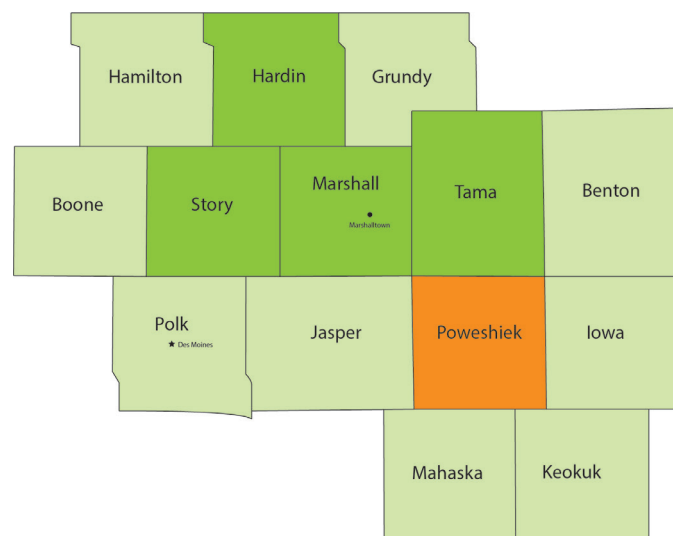 Hamilton
Hardin
Grundy
Boone
Story
Marshall
Marshalltown
Tama
Benton
Polk
Des Moines
Jasper
Poweshiek
Iowa
Mahaska
Keokuk